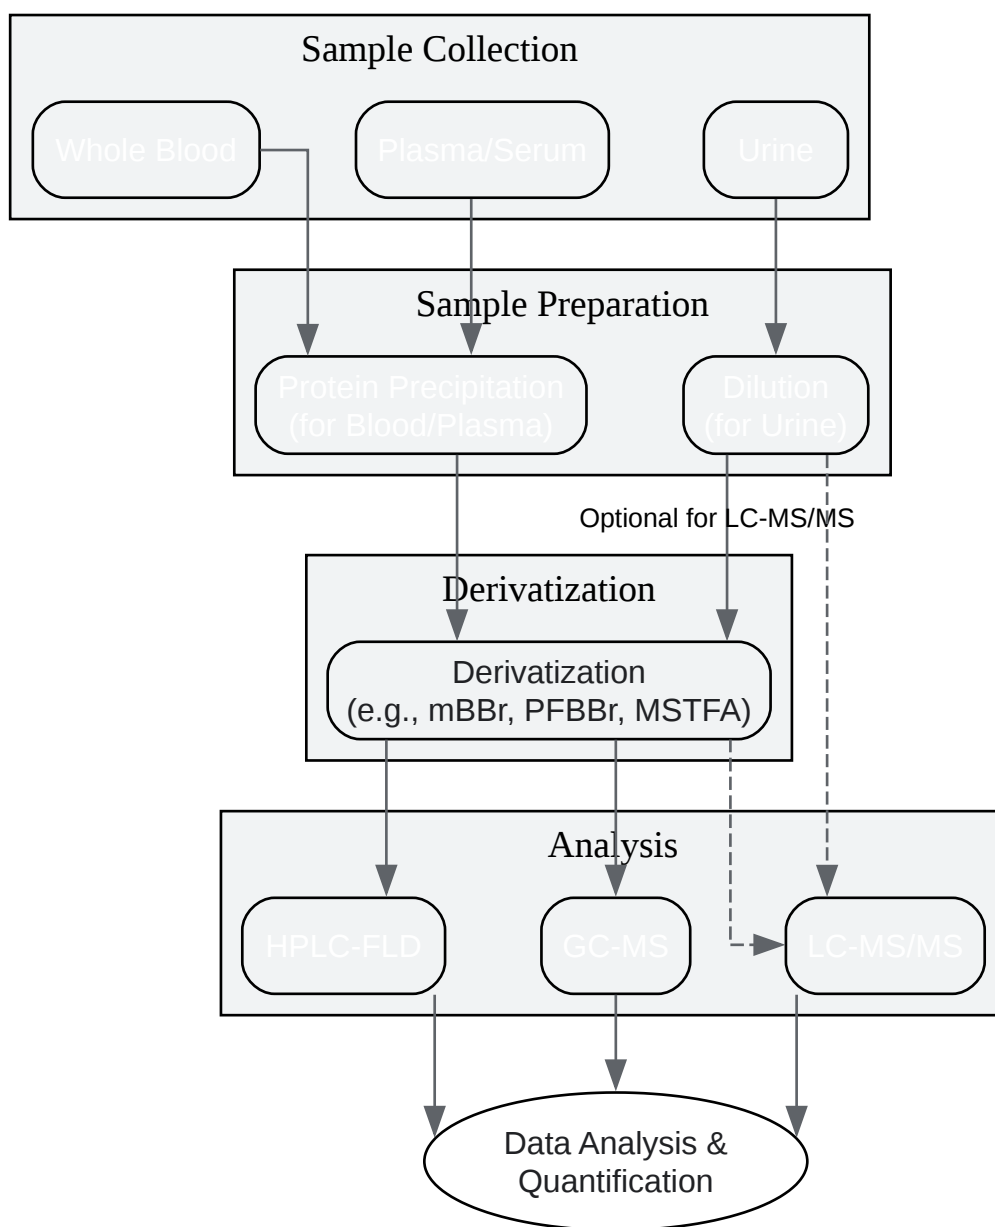 Sample Collection
Whole Blood
Plasma/Serum
Urine
Sample Preparation
Protein Precipitation
(for Blood/Plasma)
Dilution
(for Urine)
Optional for LC-MS/MS
Derivatization
Derivatization
(e.g., mBBr, PFBBr, MSTFA)
Analysis
HPLC-FLD
GC-MS
LC-MS/MS
Data Analysis &
Quantification